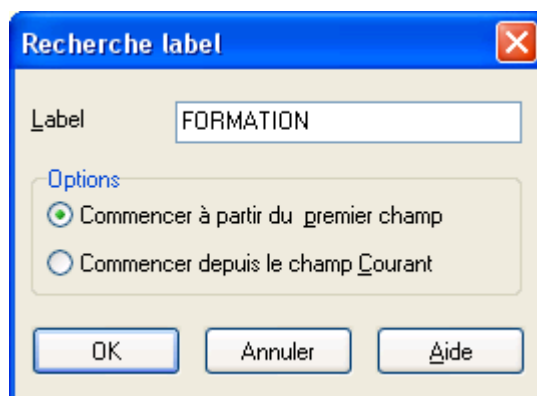 Recherche label
Label FORMATION
Options
Commencer à partir du premier champ
Commencer depuis le champ Courant
OK Annuler Aide